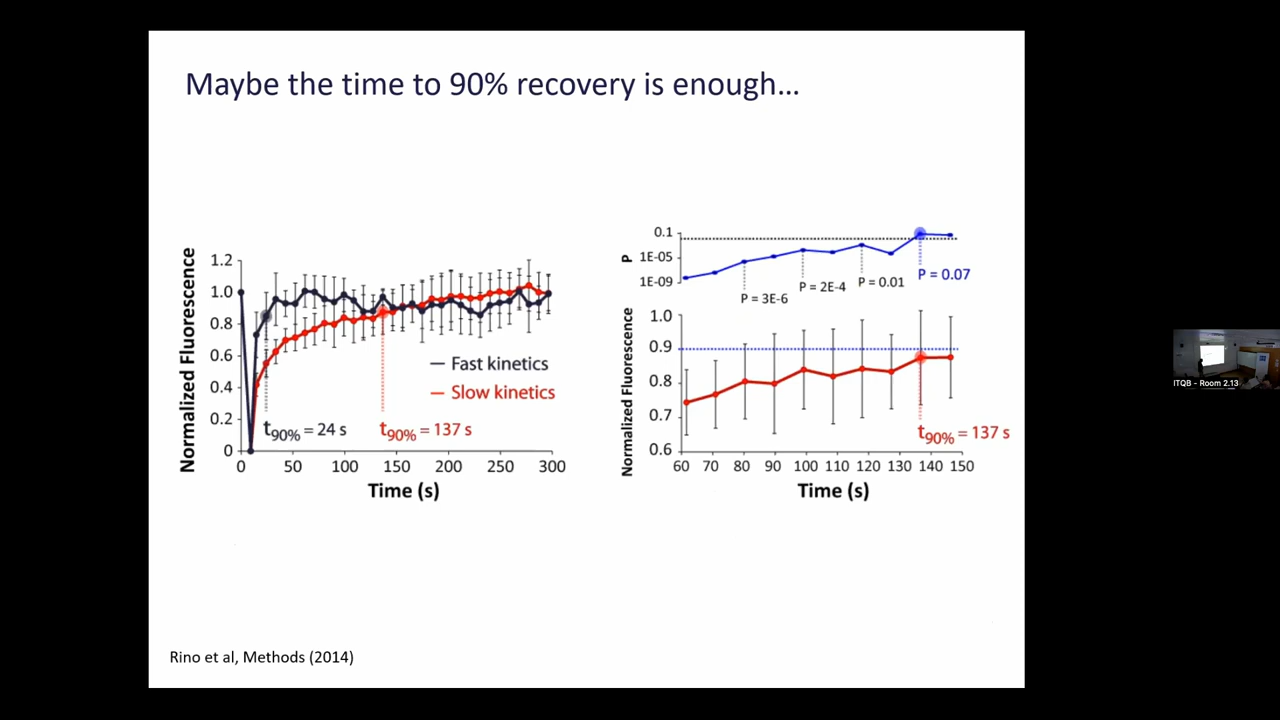 Maybe the time to 90% recovery is enough...
Normalized Fluorescence
1.2
1.0
0.8
0.6
0.4
0.2
0
Fast kinetics
Slow kinetics
t90% = 24 s
t90% = 137 s
0 50 100 150 200 250 300
Time (s)
P
0.1
1E-05
1E-09
P = 3E-6
P = 2E-4
P = 0.01
P = 0.07
Normalized Fluorescence
1.0
0.9
0.8
0.7
0.6
t90% = 137 s
60 70 80 90 100 110 120 130 140 150
Time (s)
Rino et al, Methods (2014)
ITQB - Room 2.13